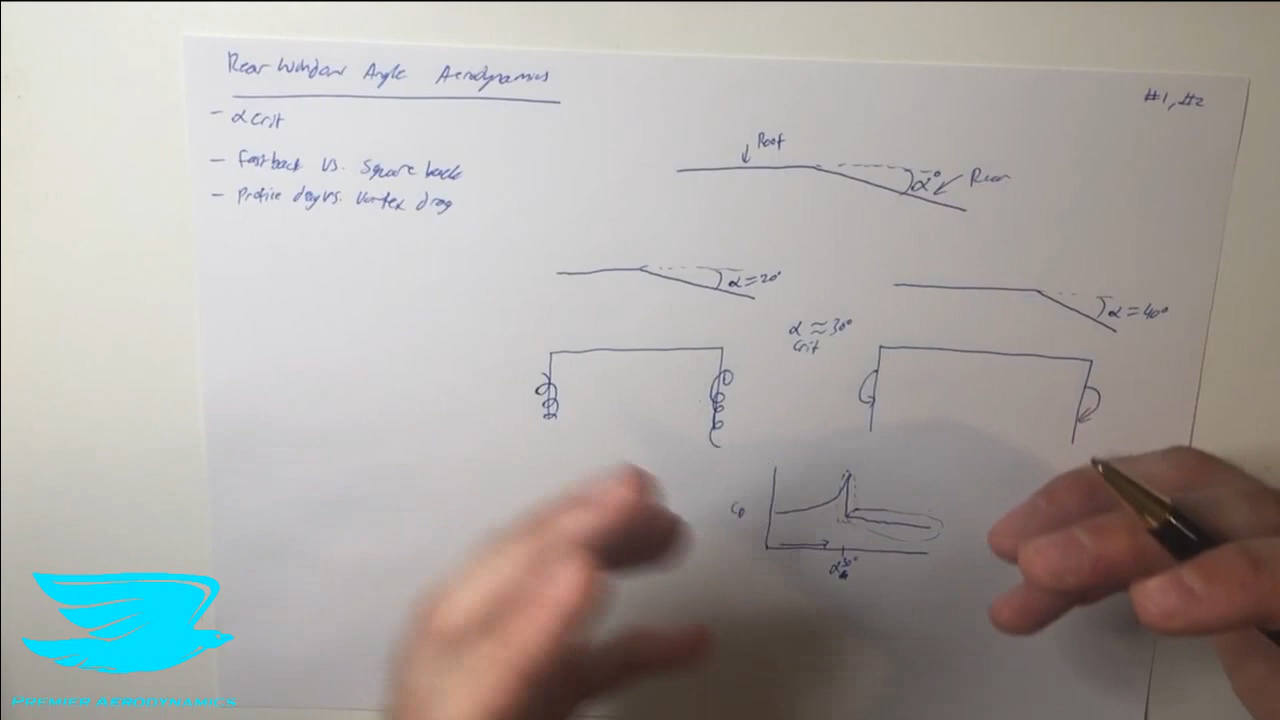 Rear Window Angle Aerodynamics
#1, #2
- α crit
- Fastback vs. Square back
- Profile drag vs. Vortex drag
Roof
α°
Rear
α=20°
α=40°
α ≈ 30°
crit
CD
α 30°
PREMIER AERODYNAMICS